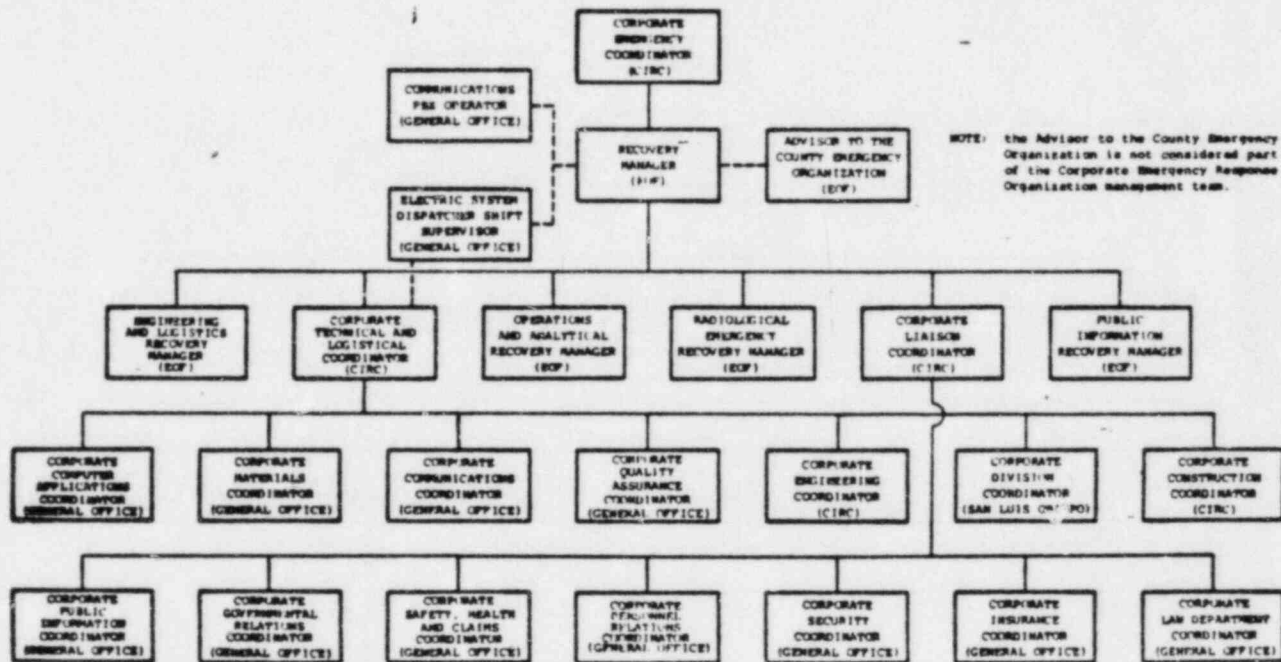 CORPORATE
EMERGENCY
COORDINATOR
(CIRC)
COMMUNICATIONS
PBX OPERATOR
(GENERAL OFFICE)
RECOVERY
MANAGER
(EOF)
ADVISOR TO THE
COUNTY EMERGENCY
ORGANIZATION
(EOF)
NOTE: the Advisor to the County Emergency
Organization is not considered part
of the Corporate Emergency Response
Organization management team.
ELECTRIC SYSTEM
DISPATCHER SHIFT
SUPERVISOR
(GENERAL OFFICE)
ENGINEERING
AND LOGISTICS
RECOVERY
MANAGER
(EOF)
CORPORATE
TECHNICAL AND
LOGISTICAL
COORDINATOR
(CIRC)
OPERATIONS
AND ANALYTICAL
RECOVERY MANAGER
(EOF)
RADIOLOGICAL
EMERGENCY
RECOVERY MANAGER
(EOF)
CORPORATE
LIAISON
COORDINATOR
(CIRC)
PUBLIC
INFORMATION
RECOVERY MANAGER
(EOF)
CORPORATE
COMPUTER
APPLICATIONS
COORDINATOR
(GENERAL OFFICE)
CORPORATE
MATERIALS
COORDINATOR
(GENERAL OFFICE)
CORPORATE
COMMUNICATIONS
COORDINATOR
(GENERAL OFFICE)
CORPORATE
QUALITY
ASSURANCE
COORDINATOR
(GENERAL OFFICE)
CORPORATE
ENGINEERING
COORDINATOR
(CIRC)
CORPORATE
DIVISION
COORDINATOR
(SAN LUIS OBISPO)
CORPORATE
CONSTRUCTION
COORDINATOR
(CIRC)
CORPORATE
PUBLIC
INFORMATION
COORDINATOR
(GENERAL OFFICE)
CORPORATE
GOVERNMENTAL
RELATIONS
COORDINATOR
(GENERAL OFFICE)
CORPORATE
SAFETY, HEALTH
AND CLAIMS
COORDINATOR
(GENERAL OFFICE)
CORPORATE
PERSONNEL
RELATIONS
COORDINATOR
(GENERAL OFFICE)
CORPORATE
SECURITY
COORDINATOR
(GENERAL OFFICE)
CORPORATE
INSURANCE
COORDINATOR
(GENERAL OFFICE)
CORPORATE
LAW DEPARTMENT
COORDINATOR
(GENERAL OFFICE)